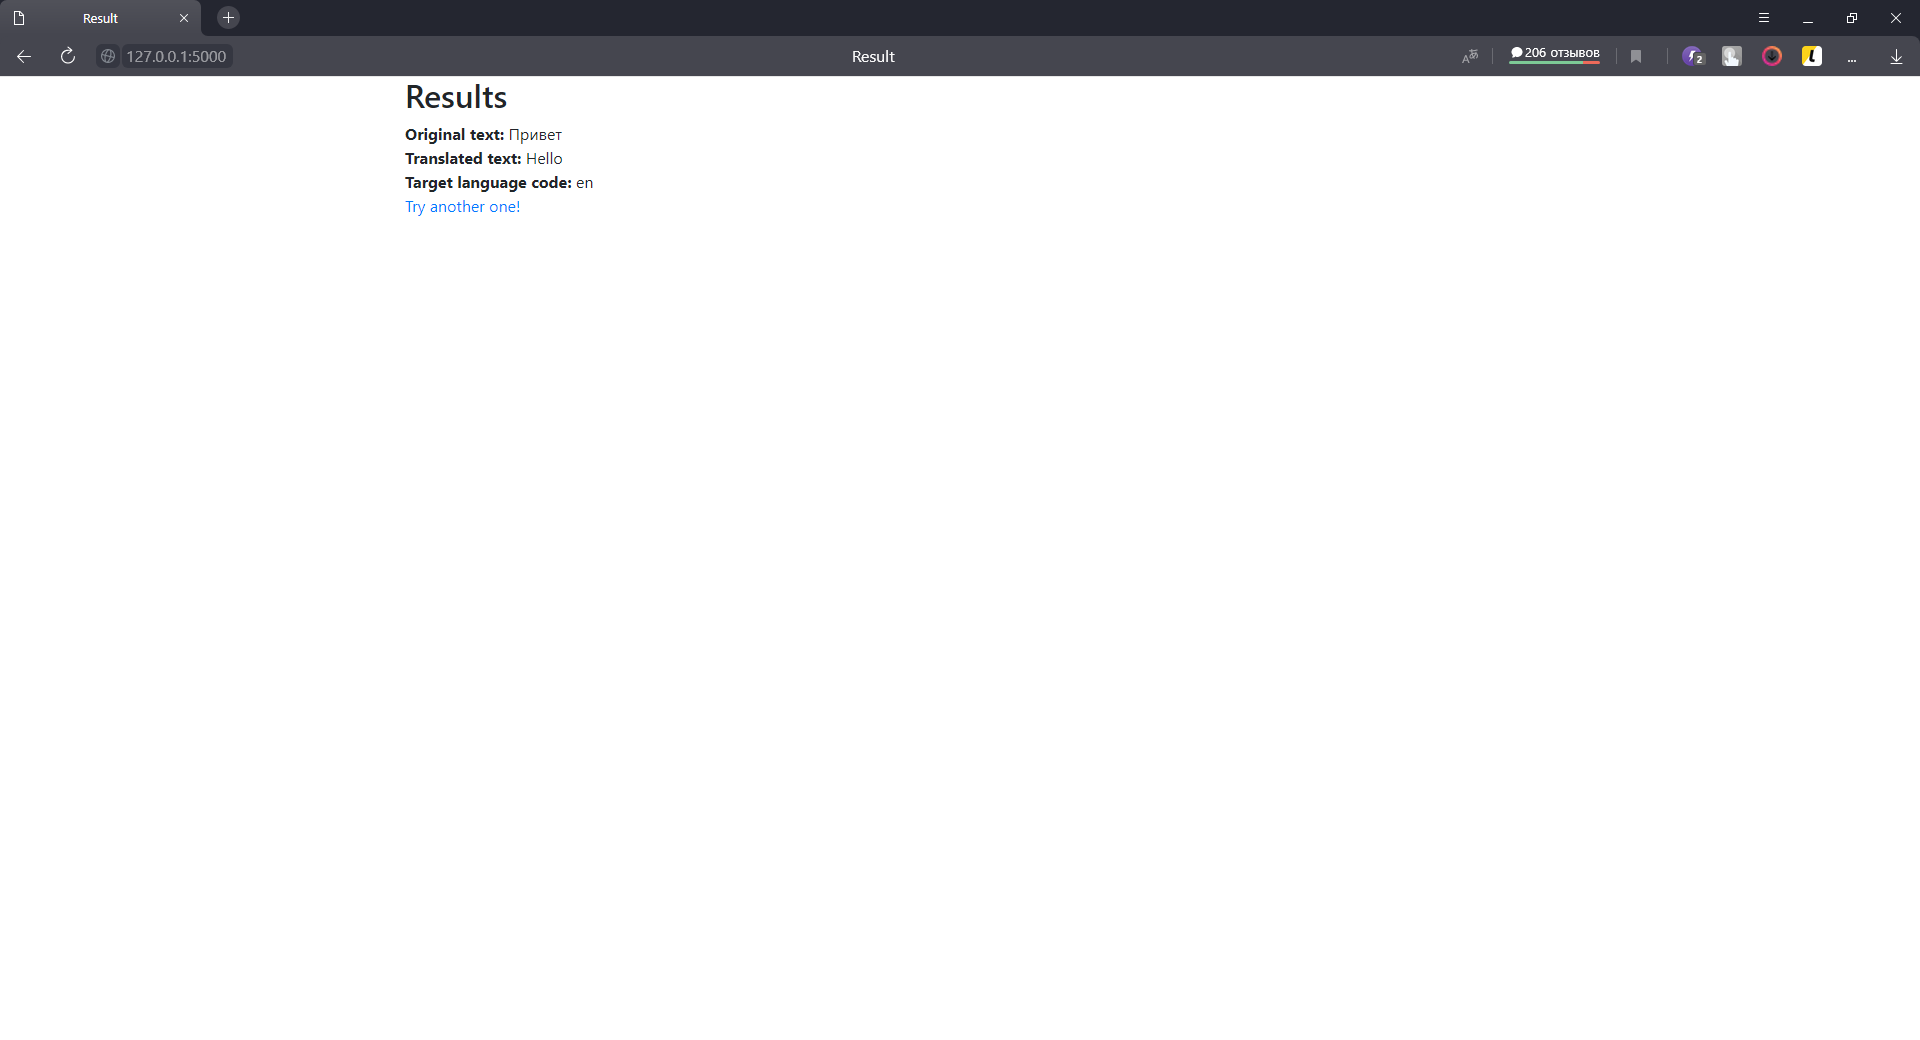 Result
127.0.0.1:5000
Result
206 отзывов
2
Results
Original text: Привет
Translated text: Hello
Target language code: en
Try another one!